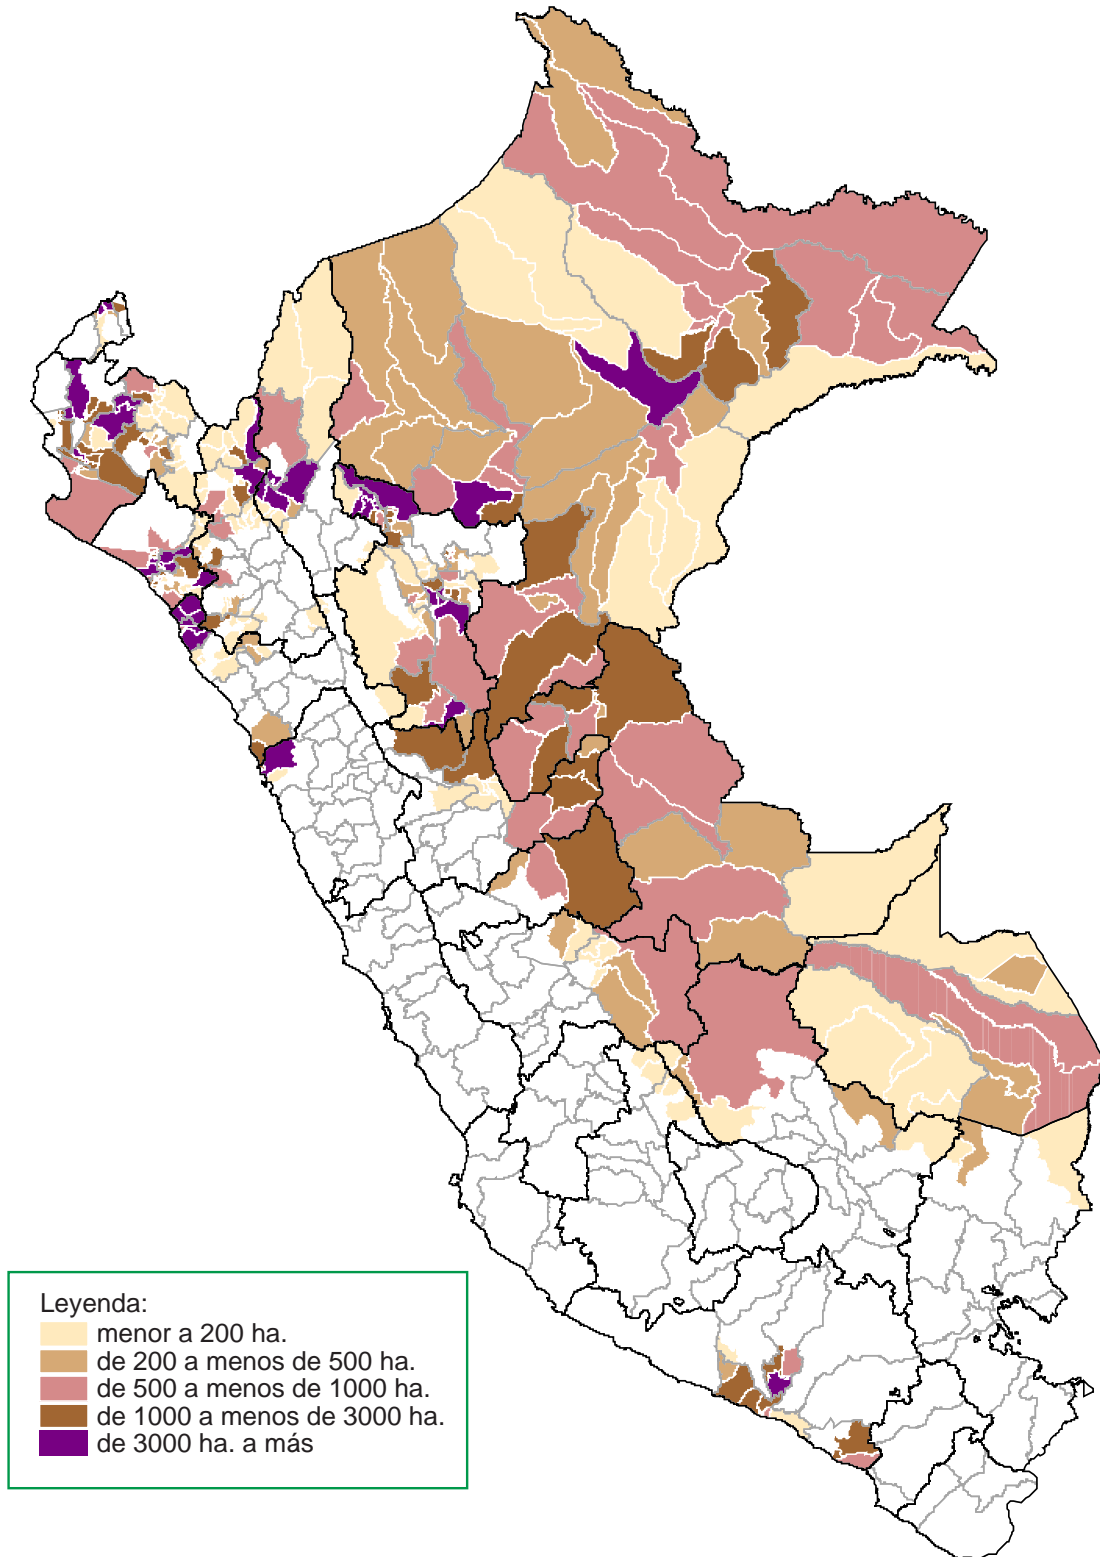 Leyenda:
menor a 200 ha.
de 200 a menos de 500 ha.
de 500 a menos de 1000 ha.
de 1000 a menos de 3000 ha.
de 3000 ha. a más